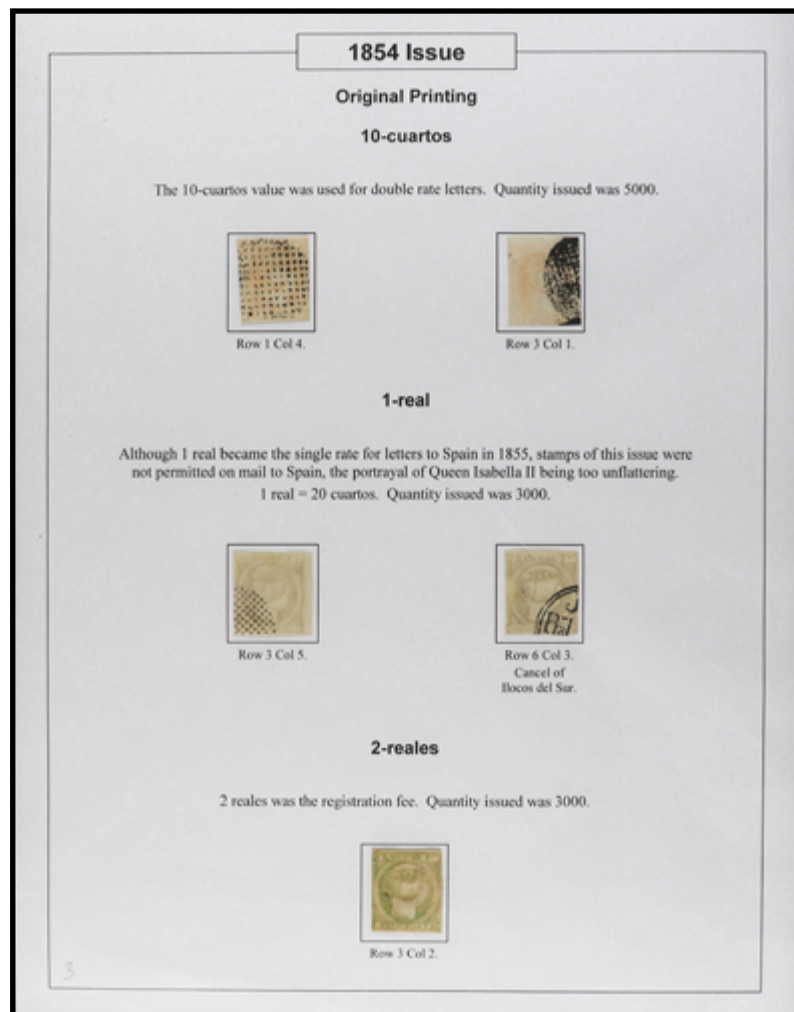 1854 Issue
Original Printing
10-cuartos
The 10-cuartos value was used for double rate letters. Quantity issued was 5000.
Row 1 Col 4.
Row 3 Col 1.
1-real
Although 1 real became the single rate for letters to Spain in 1855, stamps of this issue were
not permitted on mail to Spain, the portrayal of Queen Isabella II being too unflattering.
1 real = 20 cuartos. Quantity issued was 3000.
Row 3 Col 5.
Row 6 Col 3.
Cancel of
Ilocos del Sur.
2-reales
2 reales was the registration fee. Quantity issued was 3000.
Row 3 Col 2.
3